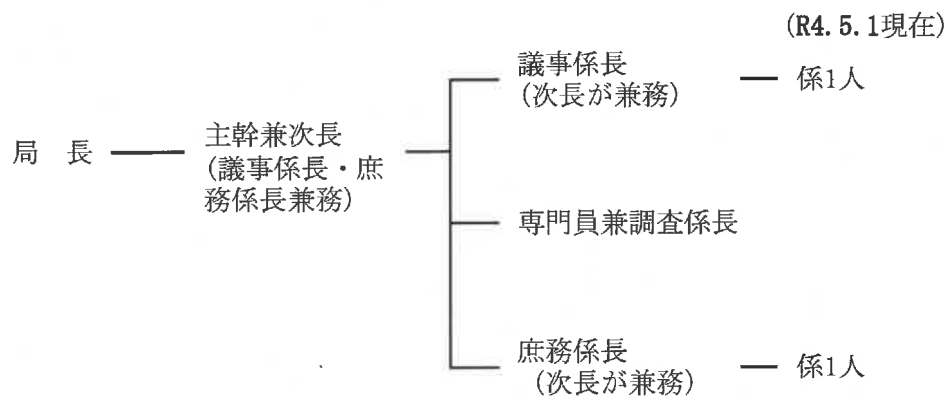 (R4.5.1現在)
議事係長
(次長が兼務)
係1人
局　長
主幹兼次長
(議事係長・庶
務係長兼務)
専門員兼調査係長
庶務係長
(次長が兼務)
係1人